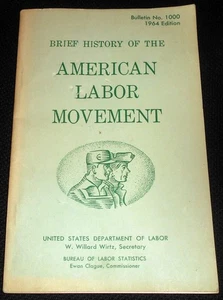 Bulletin No. 1000
1964 Edition
BRIEF HISTORY OF THE
AMERICAN
LABOR
MOVEMENT
UNITED STATES DEPARTMENT OF LABOR
W. Willard Wirtz, Secretary
BUREAU OF LABOR STATISTICS
Ewan Clague, Commissioner